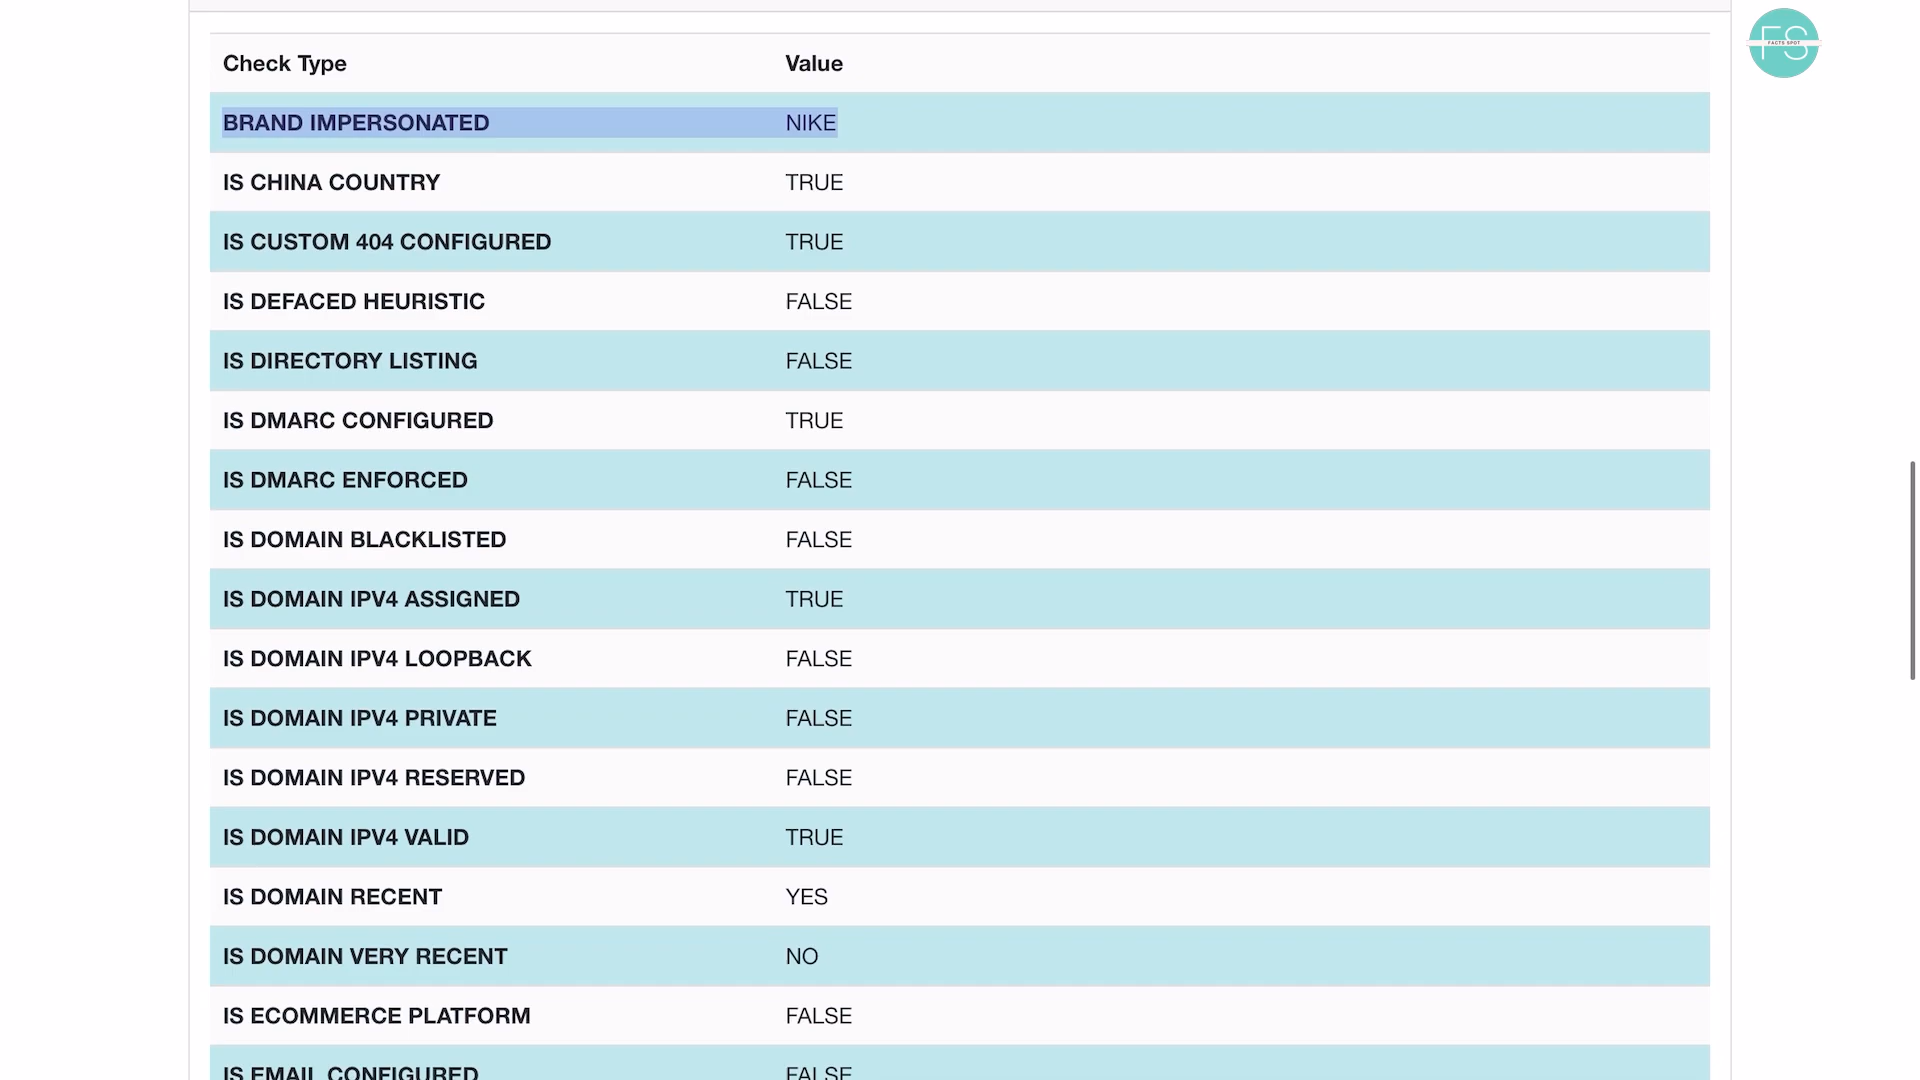 FS
FACTS SPOT
Check Type Value
BRAND IMPERSONATED NIKE
IS CHINA COUNTRY TRUE
IS CUSTOM 404 CONFIGURED TRUE
IS DEFACED HEURISTIC FALSE
IS DIRECTORY LISTING FALSE
IS DMARC CONFIGURED TRUE
IS DMARC ENFORCED FALSE
IS DOMAIN BLACKLISTED FALSE
IS DOMAIN IPV4 ASSIGNED TRUE
IS DOMAIN IPV4 LOOPBACK FALSE
IS DOMAIN IPV4 PRIVATE FALSE
IS DOMAIN IPV4 RESERVED FALSE
IS DOMAIN IPV4 VALID TRUE
IS DOMAIN RECENT YES
IS DOMAIN VERY RECENT NO
IS ECOMMERCE PLATFORM FALSE
IS EMAIL CONFIGURED FALSE